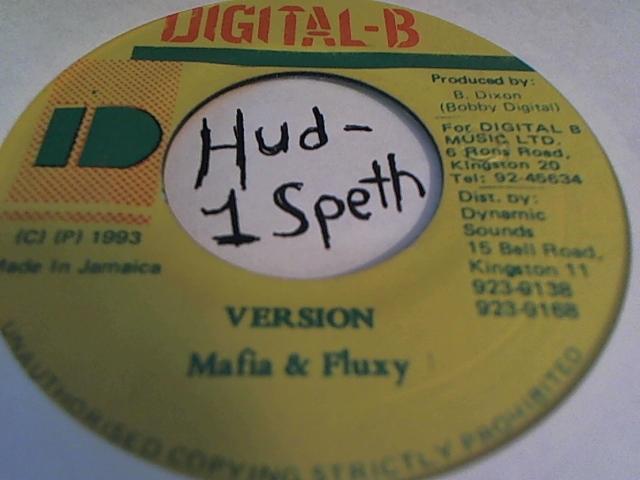 DIGITAL-B
Produced by:
B. Dixon
(Bobby Digital)
For DIGITAL B
MUSIC LTD.
6 Rons Road,
Kingston 20
Tel: 92-45634
Dist. by:
Dynamic
Sounds
15 Bell Road,
Kingston 11
923-9138
923-9168
D
Hud-
1 Speth
(C) (P) 1993
Made In Jamaica
VERSION
Mafia & Fluxy
UNAUTHORISED COPYING STRICTLY PROHIBITED